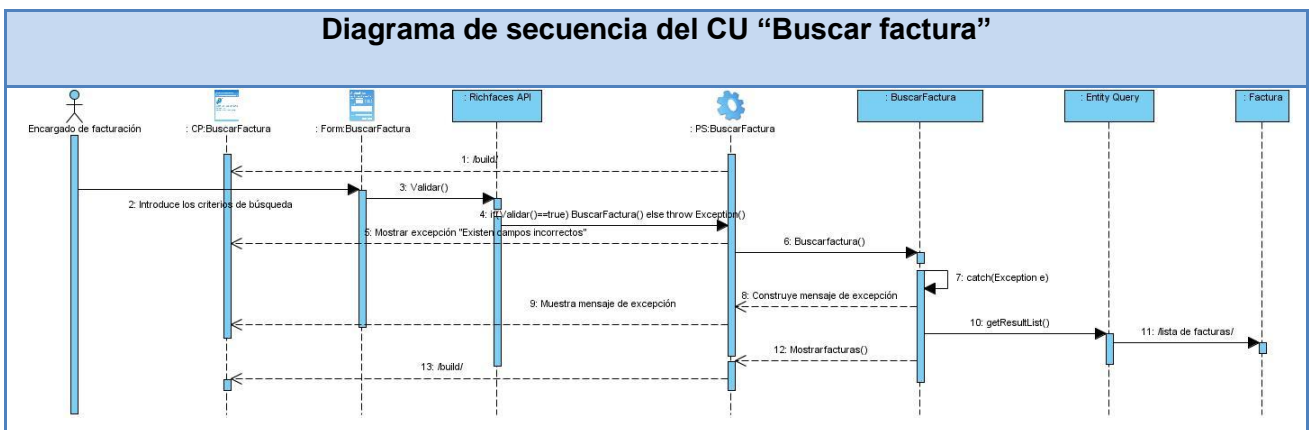 Diagrama de secuencia del CU “Buscar factura”
Encargado de facturación
: CP:BuscarFactura
: Form:BuscarFactura
: Richfaces API
: PS:BuscarFactura
: BuscarFactura
: Entity Query
: Factura
1: /build/
2: Introduce los criterios de búsqueda
3: Validar()
4: if(Validar()==true) BuscarFactura() else throw Exception()
5: Mostrar excepción "Existen campos incorrectos"
6: Buscarfactura()
7: catch(Exception e)
8: Construye mensaje de excepción
9: Muestra mensaje de excepción
10: getResultList()
11: /lista de facturas/
12: Mostrarfacturas()
13: /build/